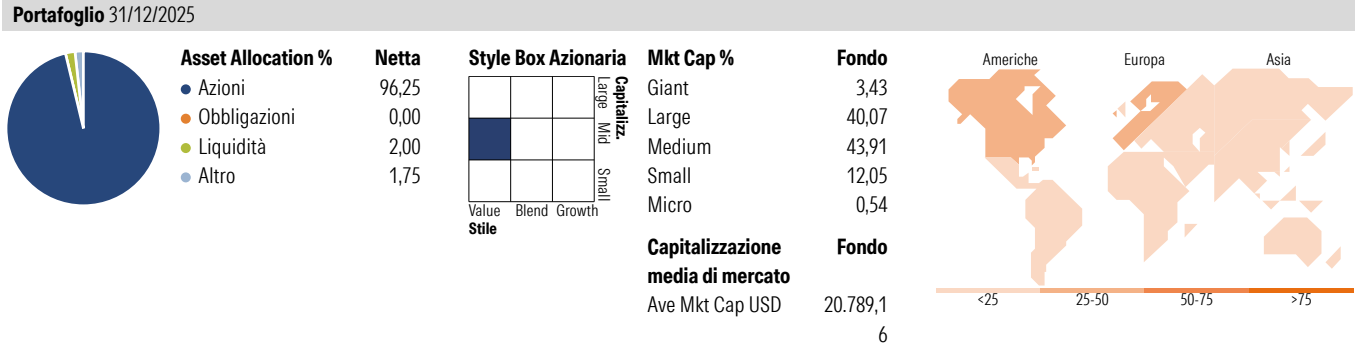 Portafoglio 31/12/2025
Asset Allocation % Netta
Azioni 96,25
Obbligazioni 0,00
Liquidità 2,00
Altro 1,75
Style Box Azionaria
Capitalizz.
Large
Mid
Small
Value Blend Growth
Stile
Mkt Cap % Fondo
Giant 3,43
Large 40,07
Medium 43,91
Small 12,05
Micro 0,54
Capitalizzazione Fondo
media di mercato
Ave Mkt Cap USD 20.789,1
6
Americhe Europa Asia
<25 25-50 50-75 >75